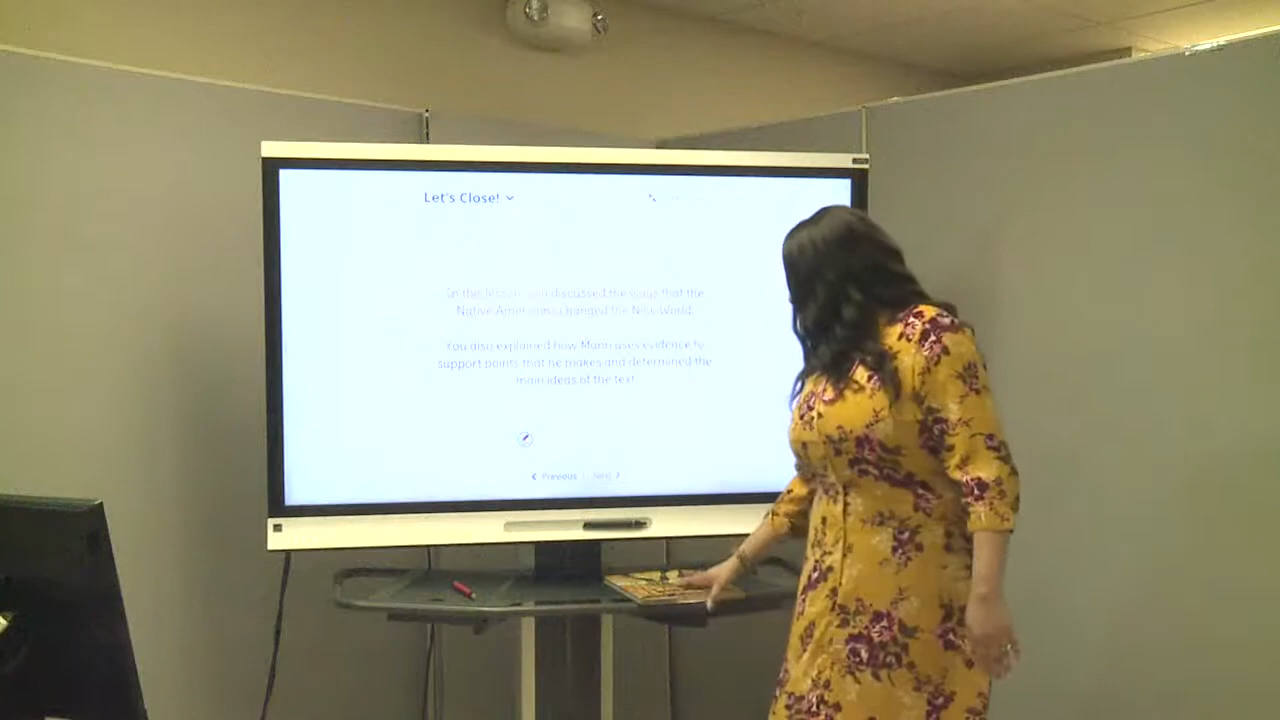 Let's Close!
In this lesson, you discussed the ways that the
Native Americans changed the New World.
You also explained how Mann uses evidence to
support points that he makes and determined the
main ideas of the text.
Previous Next